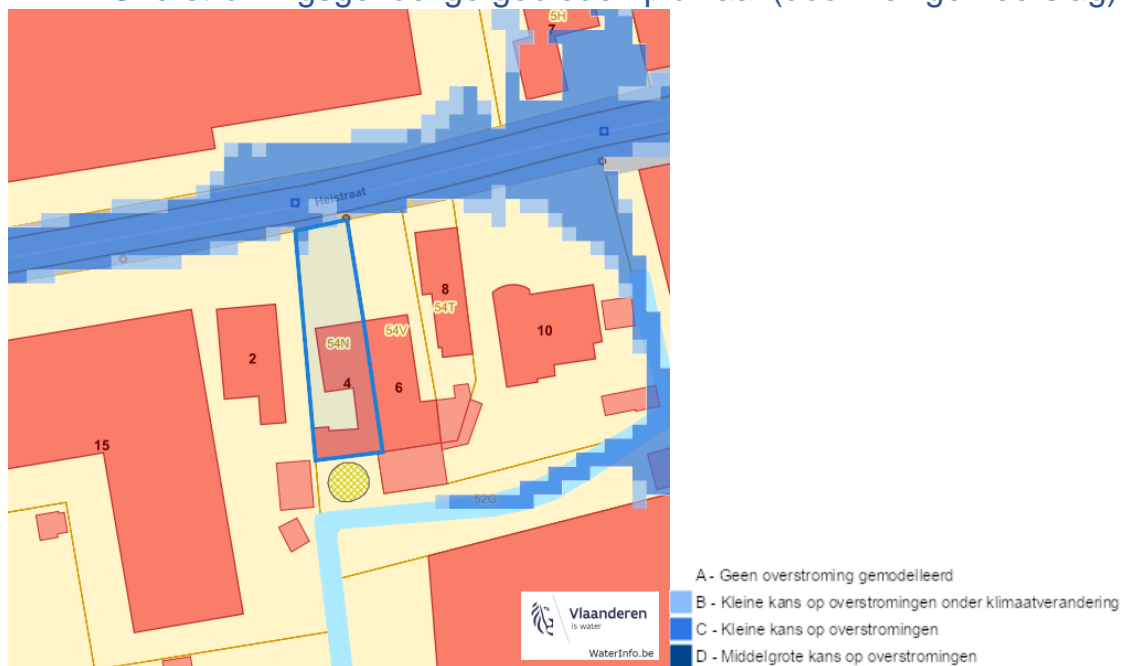 5H
7
Heistraat
8
54T
10
54N
54V
2
4
6
15
52G
Vlaanderen
is water
WaterInfo.be
A - Geen overstroming gemodelleerd
B - Kleine kans op overstromingen onder klimaatverandering
C - Kleine kans op overstromingen
D - Middelgrote kans op overstromingen